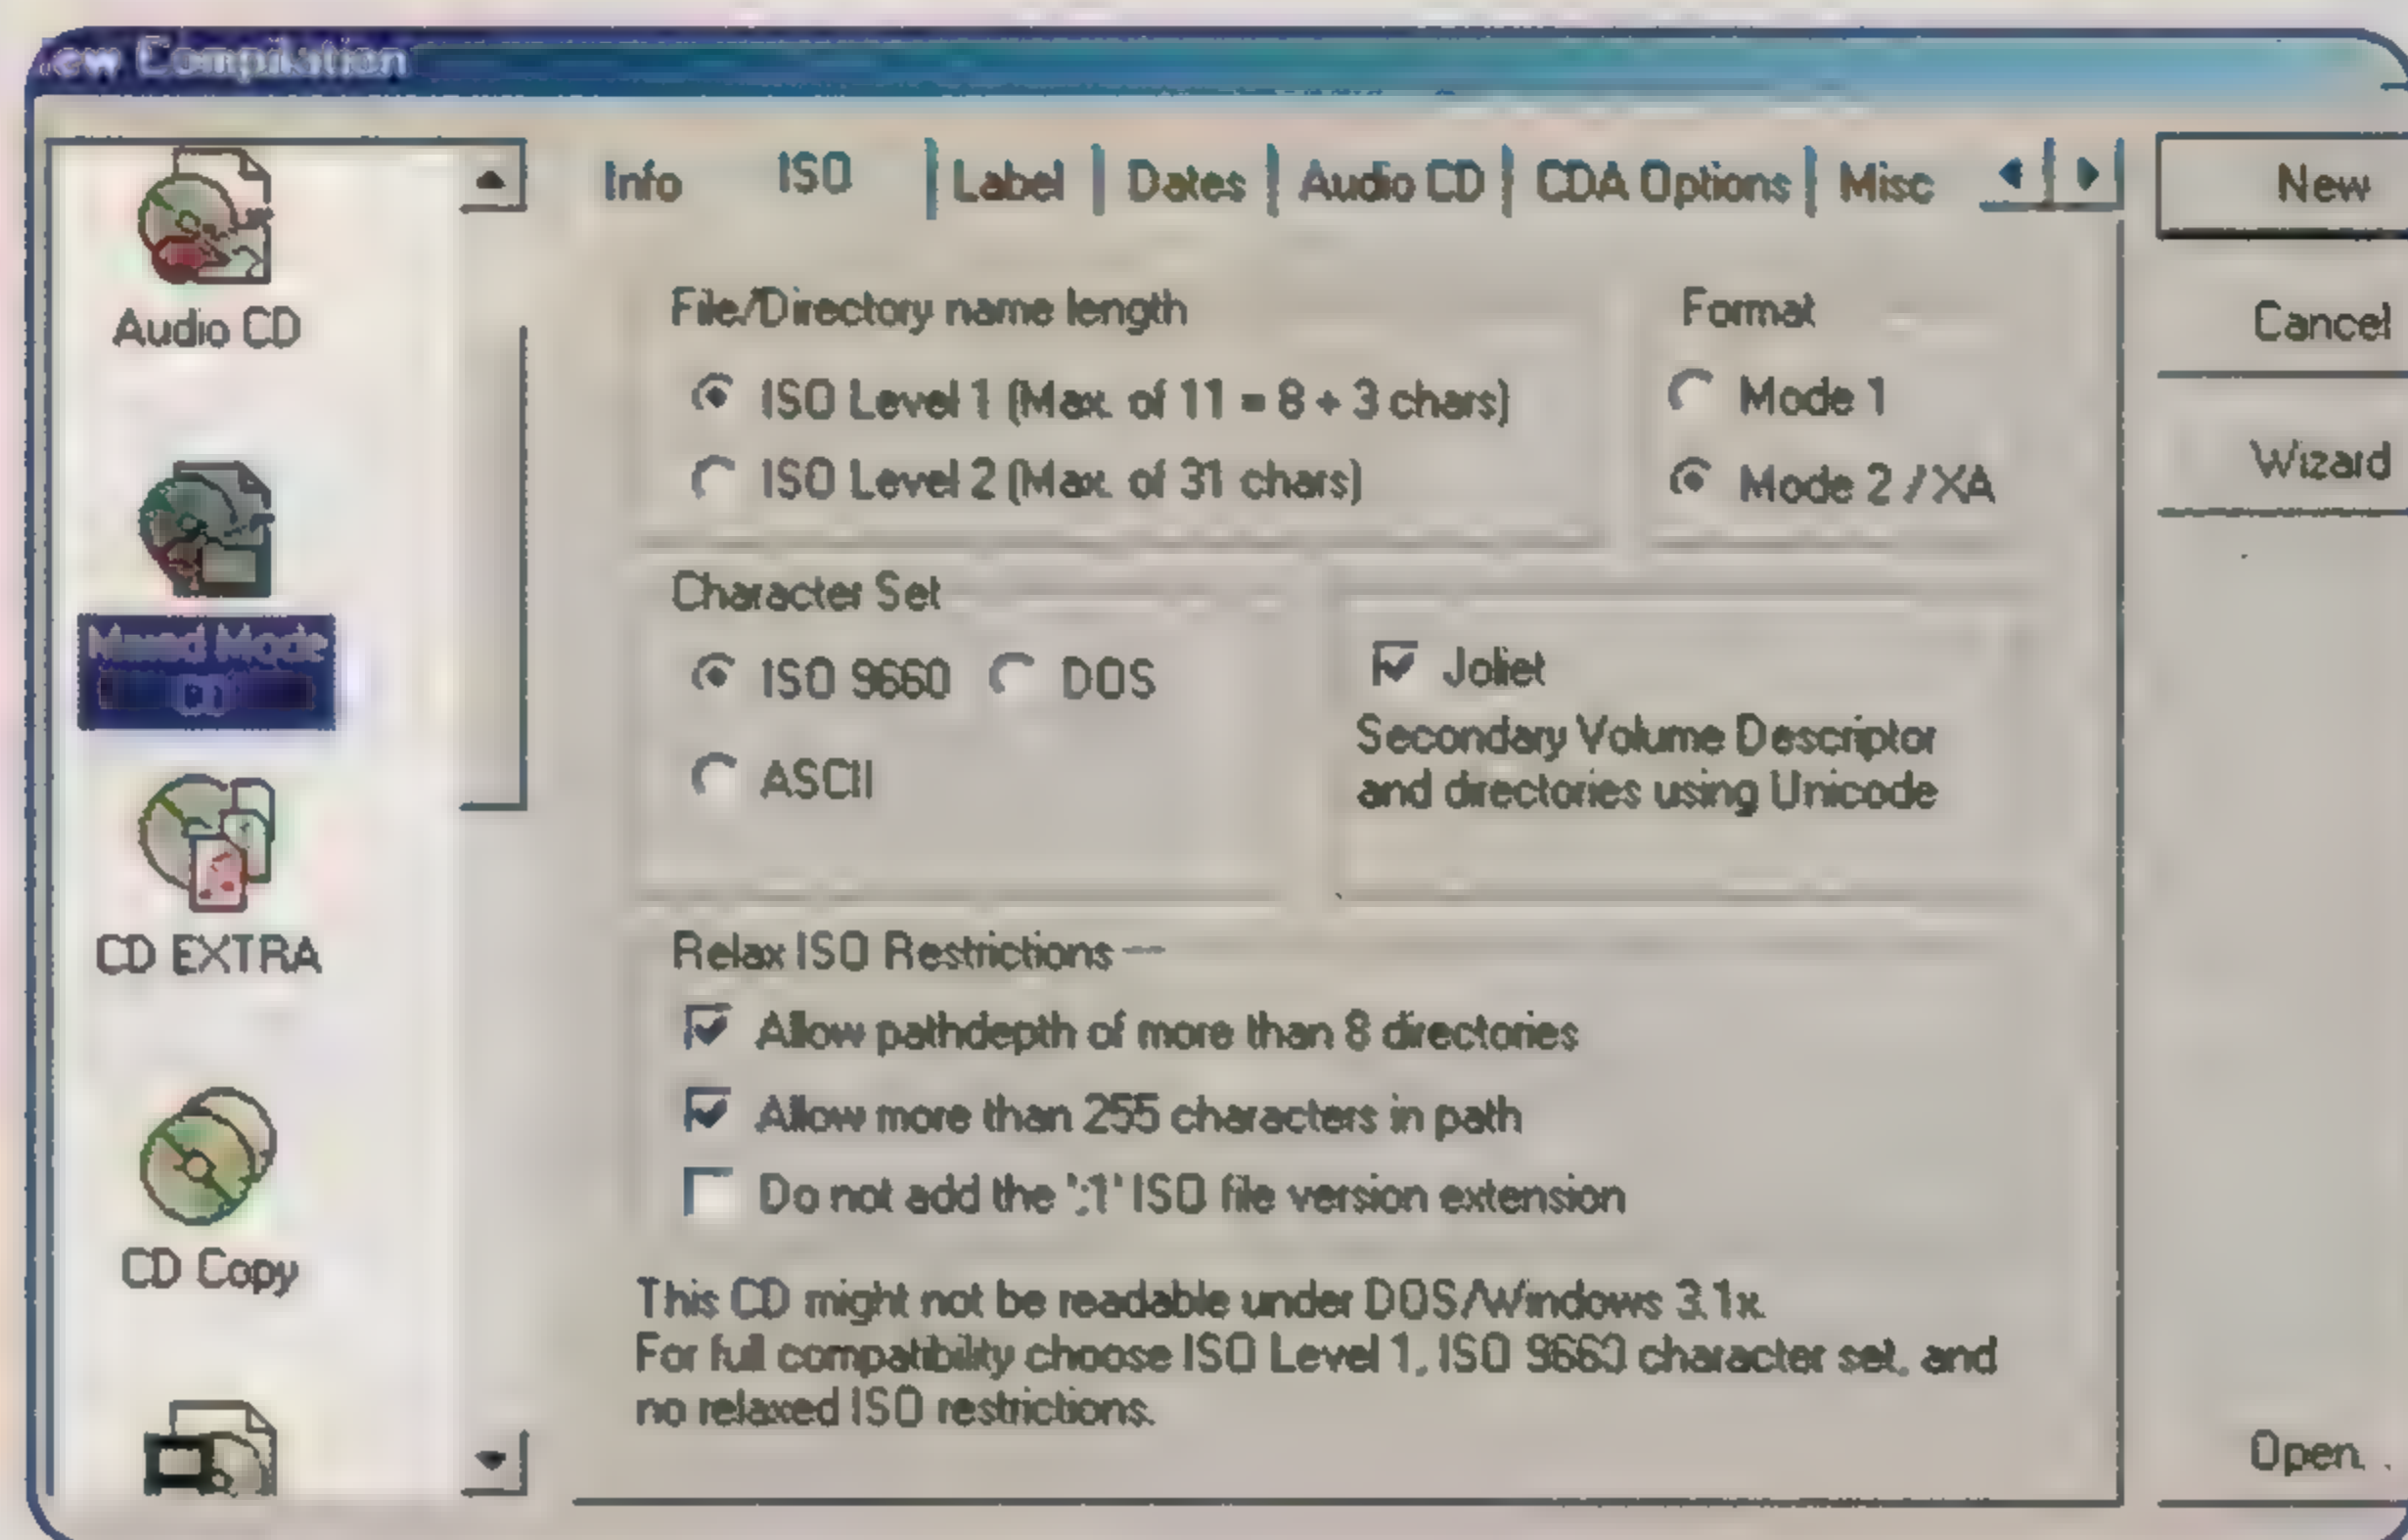 ew Compilation
Audio CD
Mixed Mode
CD
CD EXTRA
CD Copy
Info ISO Label Dates Audio CD CDA Options Misc
File/Directory name length
ISO Level 1 (Max. of 11 = 8 + 3 chars)
ISO Level 2 (Max. of 31 chars)
Format
Mode 1
Mode 2 / XA
Character Set
ISO 9660 DOS
ASCII
Joliet
Secondary Volume Descriptor
and directories using Unicode
Relax ISO Restrictions
Allow pathdepth of more than 8 directories
Allow more than 255 characters in path
Do not add the ';1' ISO file version extension
This CD might not be readable under DOS/Windows 3.1x.
For full compatibility choose ISO Level 1, ISO 9660 character set, and
no relaxed ISO restrictions.
New
Cancel
Wizard
Open. .